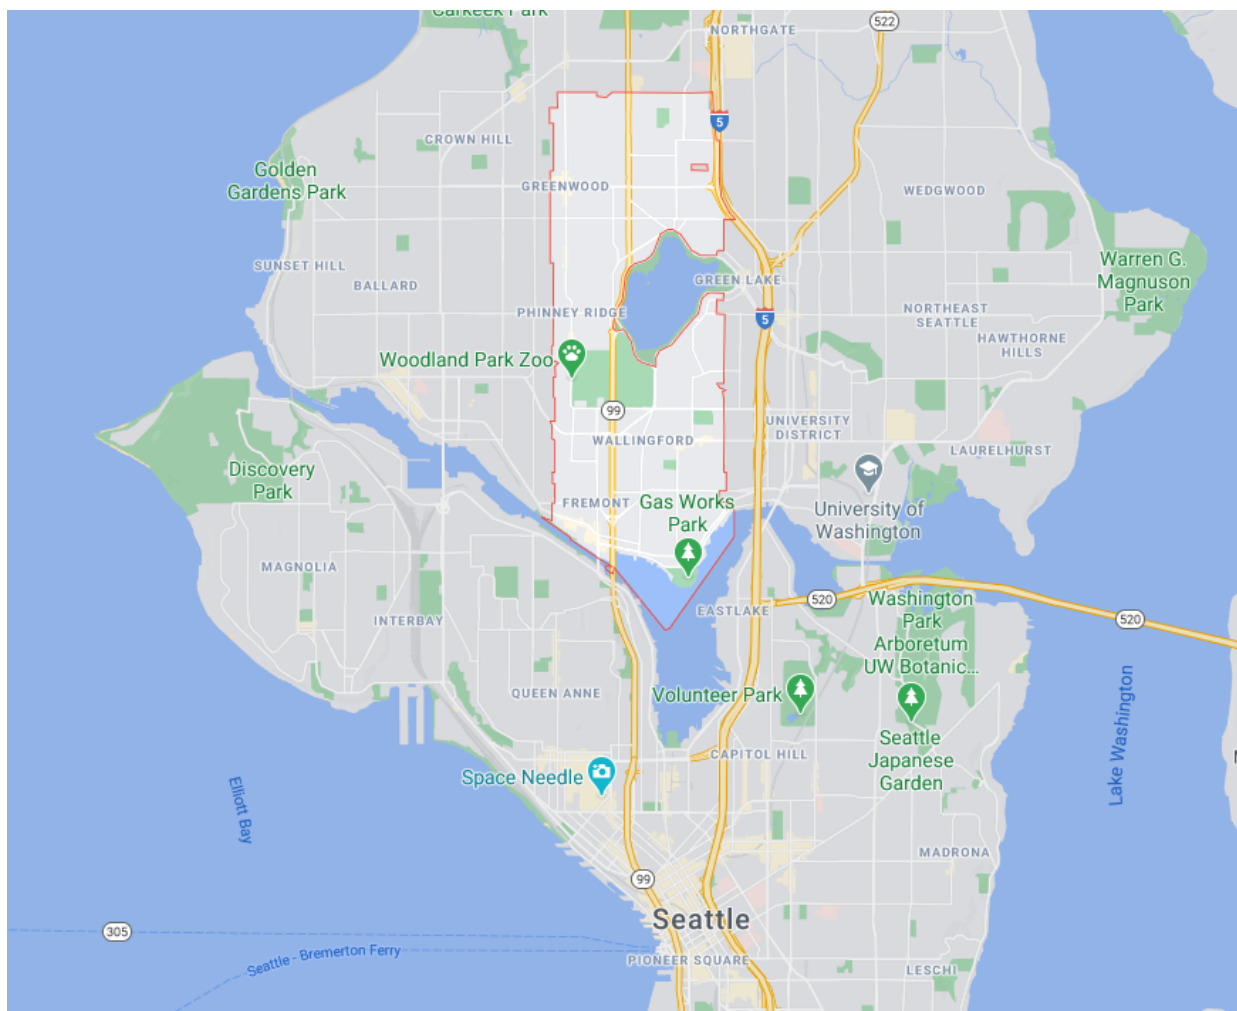 Carkeek Park
522
NORTHGATE
5
CROWN HILL
Golden
Gardens Park
GREENWOOD
WEDGWOOD
SUNSET HILL
BALLARD
GREEN LAKE
Warren G.
Magnuson
Park
PHINNEY RIDGE
5
NORTHEAST
SEATTLE
HAWTHORNE
HILLS
Woodland Park Zoo
99
WALLINGFORD
UNIVERSITY
DISTRICT
LAURELHURST
Discovery
Park
FREMONT
Gas Works
Park
University of
Washington
MAGNOLIA
INTERBAY
EASTLAKE
520
Washington
Park
Arboretum
UW Botanic...
520
QUEEN ANNE
Volunteer Park
Seattle
Japanese
Garden
Lake Washington
CAPITOL HILL
Space Needle
Elliott Bay
MADRONA
99
Seattle
305
Seattle - Bremerton Ferry
PIONEER SQUARE
LESCHI